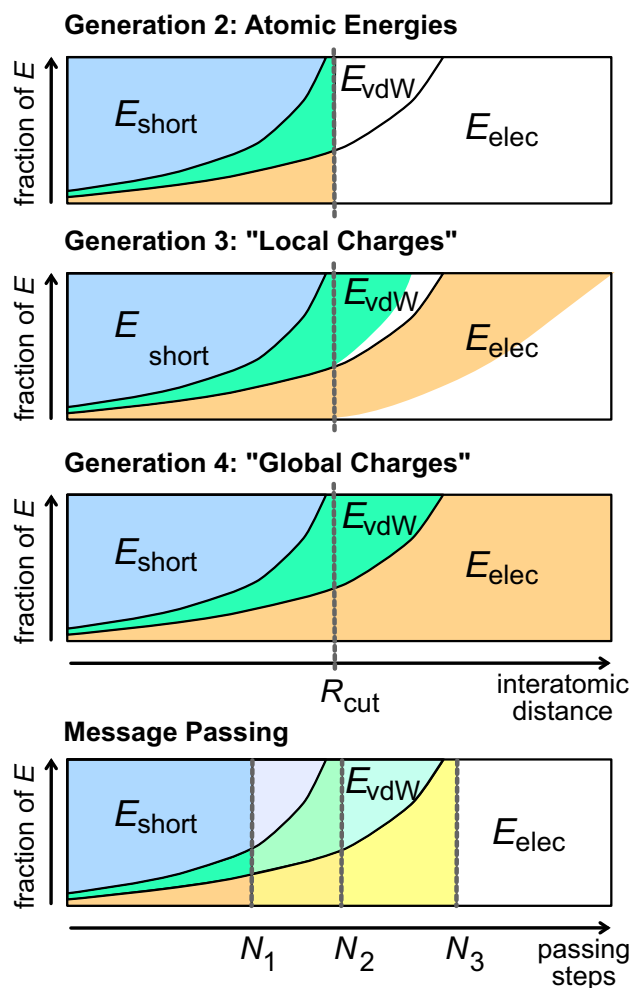 Generation 2: Atomic Energies
fraction of E
E_short
E_vdW
E_elec
Generation 3: "Local Charges"
fraction of E
E
short
E_vdW
E_elec
Generation 4: "Global Charges"
fraction of E
E_short
E_vdW
E_elec
R_cut
interatomic
distance
Message Passing
fraction of E
E_short
E_vdW
E_elec
N_1 N_2 N_3
passing
steps